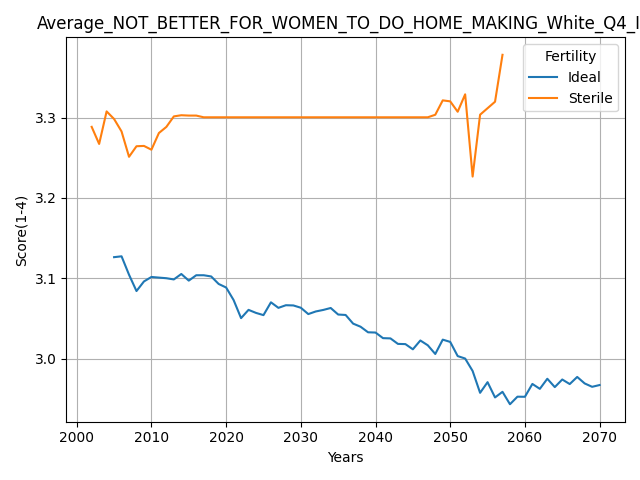 Average_NOT_BETTER_FOR_WOMEN_TO_DO_HOME_MAKING_White_Q4_I
Fertility
Ideal
Sterile
Score(1-4)
3.3
3.2
3.1
3.0
2000 2010 2020 2030 2040 2050 2060 2070
Years